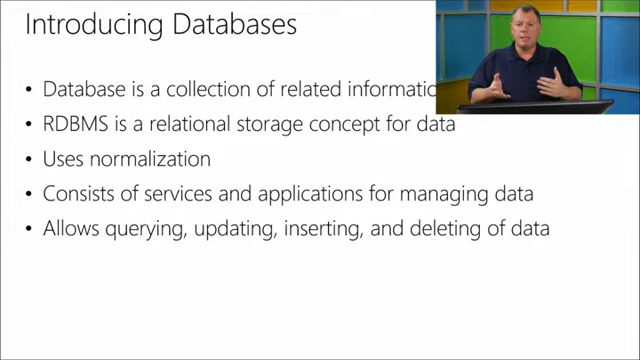 Introducing Databases
• Database is a collection of related informatio
• RDBMS is a relational storage concept for data
• Uses normalization
• Consists of services and applications for managing data
• Allows querying, updating, inserting, and deleting of data